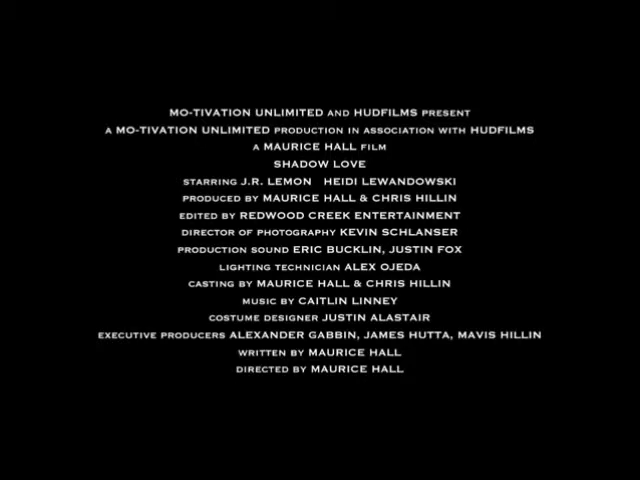 MO-TIVATION UNLIMITED AND HUDFILMS PRESENT
A MO-TIVATION UNLIMITED PRODUCTION IN ASSOCIATION WITH HUDFILMS
A MAURICE HALL FILM
SHADOW LOVE
STARRING J.R. LEMON HEIDI LEWANDOWSKI
PRODUCED BY MAURICE HALL & CHRIS HILLIN
EDITED BY REDWOOD CREEK ENTERTAINMENT
DIRECTOR OF PHOTOGRAPHY KEVIN SCHLANSER
PRODUCTION SOUND ERIC BUCKLIN, JUSTIN FOX
LIGHTING TECHNICIAN ALEX OJEDA
CASTING BY MAURICE HALL & CHRIS HILLIN
MUSIC BY CAITLIN LINNEY
COSTUME DESIGNER JUSTIN ALASTAIR
EXECUTIVE PRODUCERS ALEXANDER GABBIN, JAMES HUTTA, MAVIS HILLIN
WRITTEN BY MAURICE HALL
DIRECTED BY MAURICE HALL